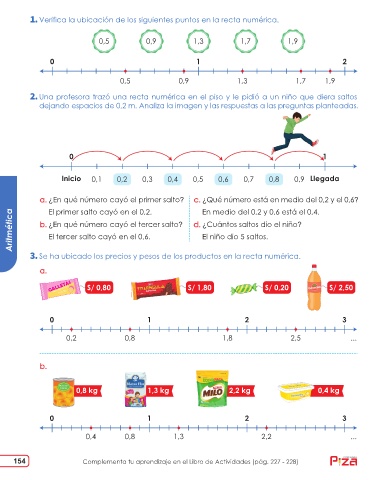 1. Verifica la ubicación de los siguientes puntos en la recta numérica.
0,5 0,9 1,3 1,7 1,9
0 1 2
0,5 0,9 1,3 1,7 1,9
2. Una profesora trazó una recta numérica en el piso y le pidió a un niño que diera saltos
dejando espacios de 0,2 m. Analiza la imagen y las respuestas a las preguntas planteadas.
0 1
Inicio 0,1 0,2 0,3 0,4 0,5 0,6 0,7 0,8 0,9 Llegada
a. ¿En qué número cayó el primer salto?
El primer salto cayó en el 0,2.
b. ¿En qué número cayó el tercer salto?
El tercer salto cayó en el 0,6.
c. ¿Qué número está en medio del 0,2 y el 0,6?
En medio del 0,2 y 0,6 está el 0,4.
d. ¿Cuántos saltos dio el niño?
El niño dio 5 saltos.
Aritmética
3. Se ha ubicado los precios y pesos de los productos en la recta numérica.
a.
GALLETAS S/ 0,80 S/ 1,80 S/ 0,20 S/ 2,50
0 1 2 3
0,2 0,8 1,8 2,5 ...
b.
0,8 kg 1,3 kg MILO 2,2 kg 0,4 kg
0 1 2 3
0,4 0,8 1,3 2,2 ...
154 Complementa tu aprendizaje en el Libro de Actividades (pág. 227 - 228)